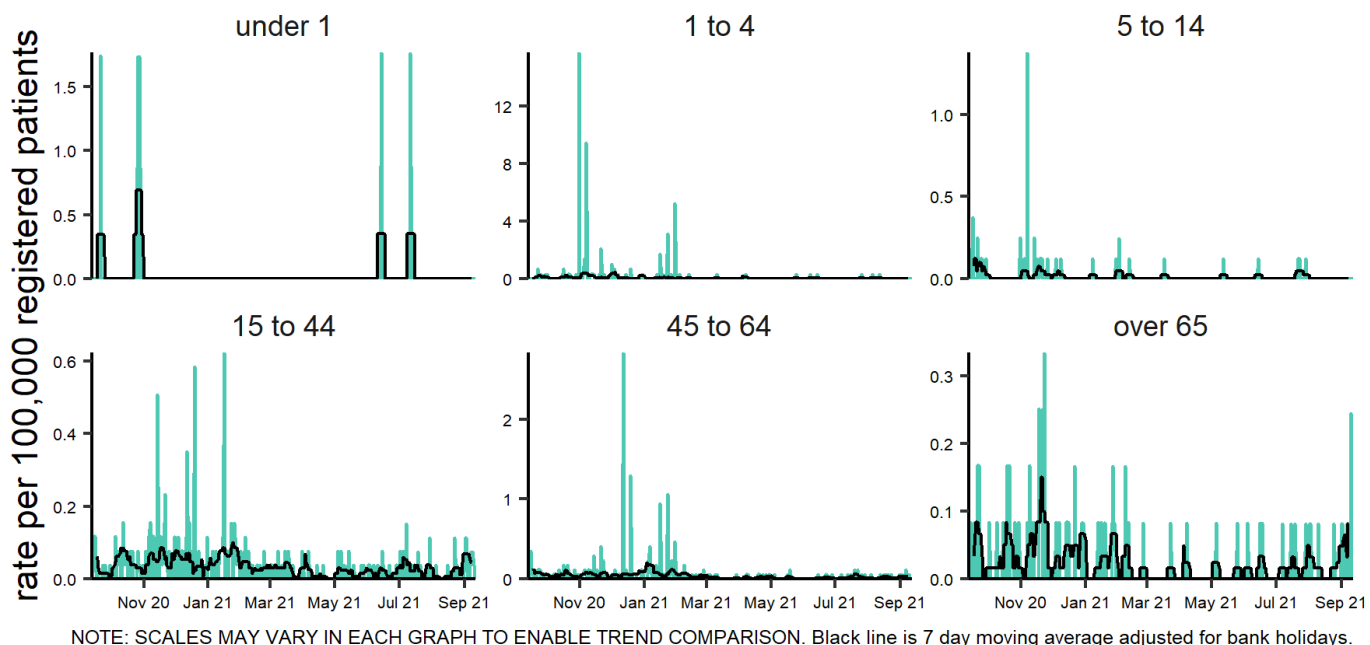 rate per 100,000 registered patients
under 1
1.5
1.0
0.5
0.0
1 to 4
12
8
4
0
5 to 14
1.0
0.5
0.0
15 to 44
0.6
0.4
0.2
0.0
Nov 20 Jan 21 Mar 21 May 21 Jul 21 Sep 21
45 to 64
2
1
0
Nov 20 Jan 21 Mar 21 May 21 Jul 21 Sep 21
over 65
0.3
0.2
0.1
0.0
Nov 20 Jan 21 Mar 21 May 21 Jul 21 Sep 21
NOTE: SCALES MAY VARY IN EACH GRAPH TO ENABLE TREND COMPARISON. Black line is 7 day moving average adjusted for bank holidays.